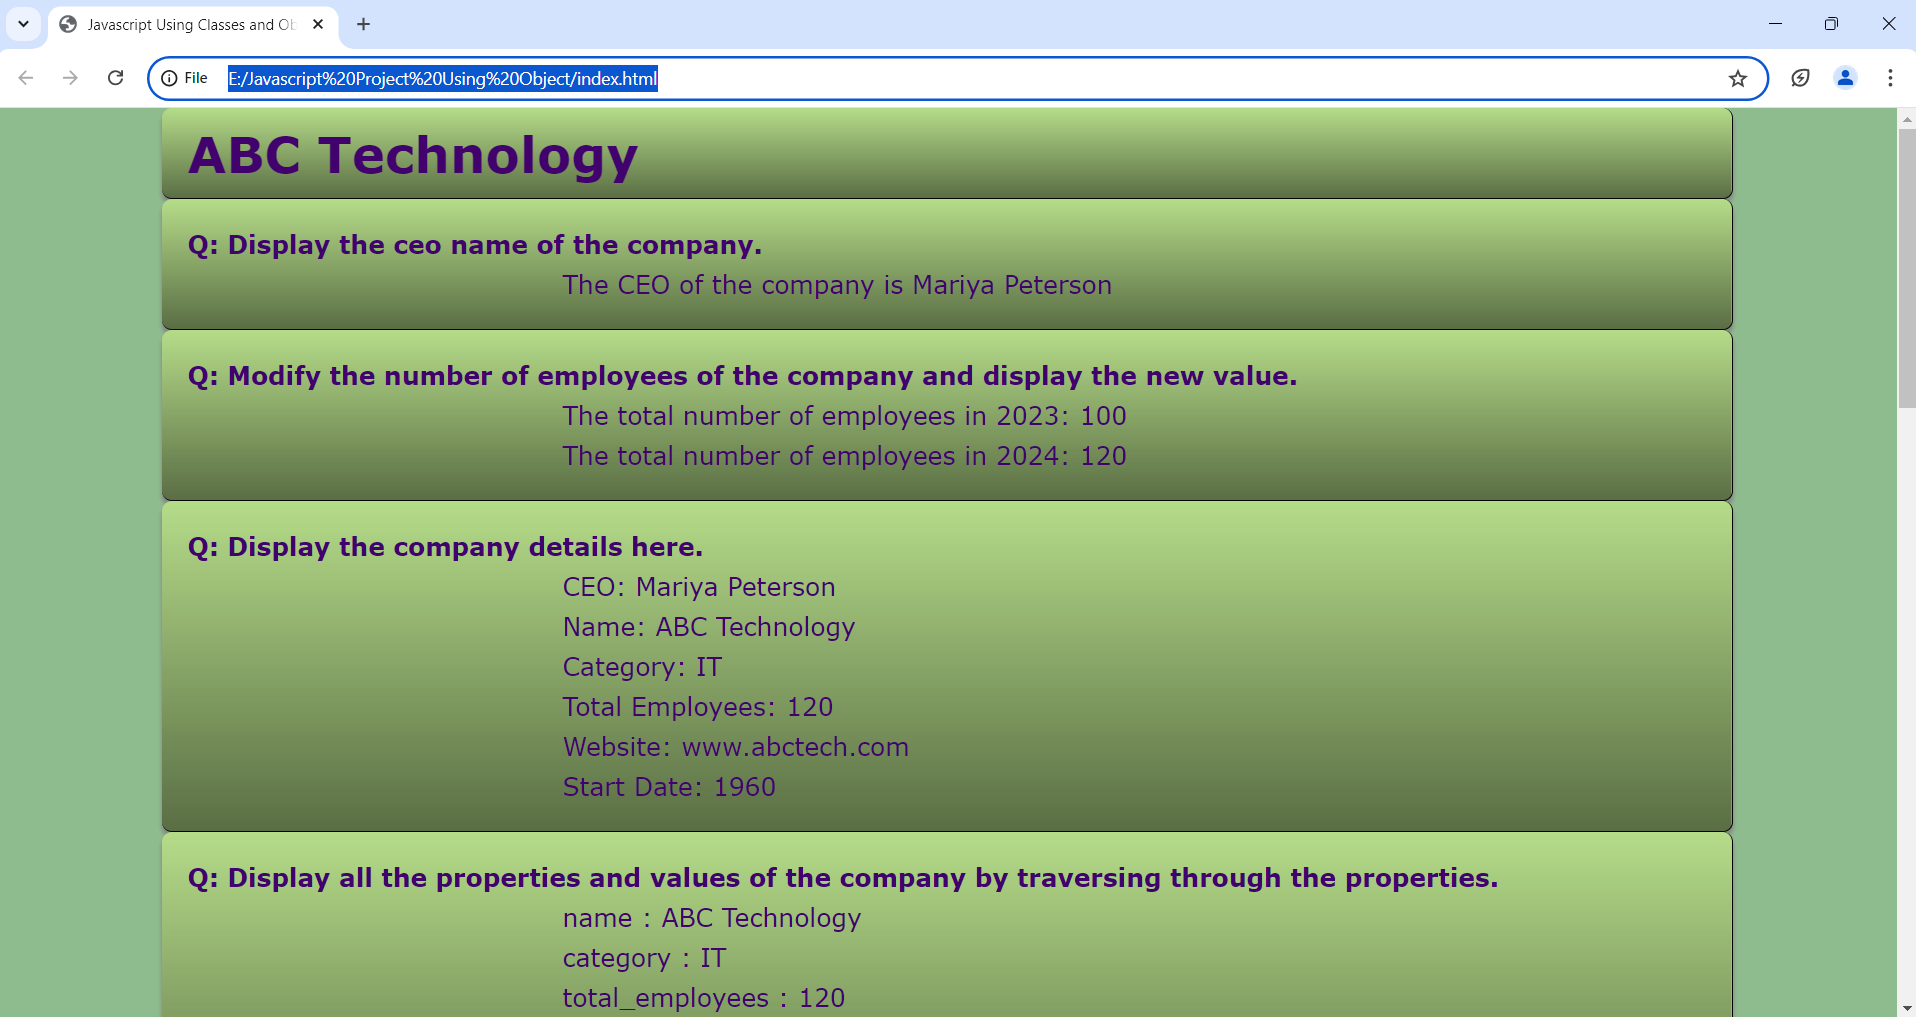 Javascript Using Classes and Ob
File
E:/Javascript%20Project%20Using%20Object/index.html
ABC Technology
Q: Display the ceo name of the company.
The CEO of the company is Mariya Peterson
Q: Modify the number of employees of the company and display the new value.
The total number of employees in 2023: 100
The total number of employees in 2024: 120
Q: Display the company details here.
CEO: Mariya Peterson
Name: ABC Technology
Category: IT
Total Employees: 120
Website: www.abctech.com
Start Date: 1960
Q: Display all the properties and values of the company by traversing through the properties.
name : ABC Technology
category : IT
total_employees : 120